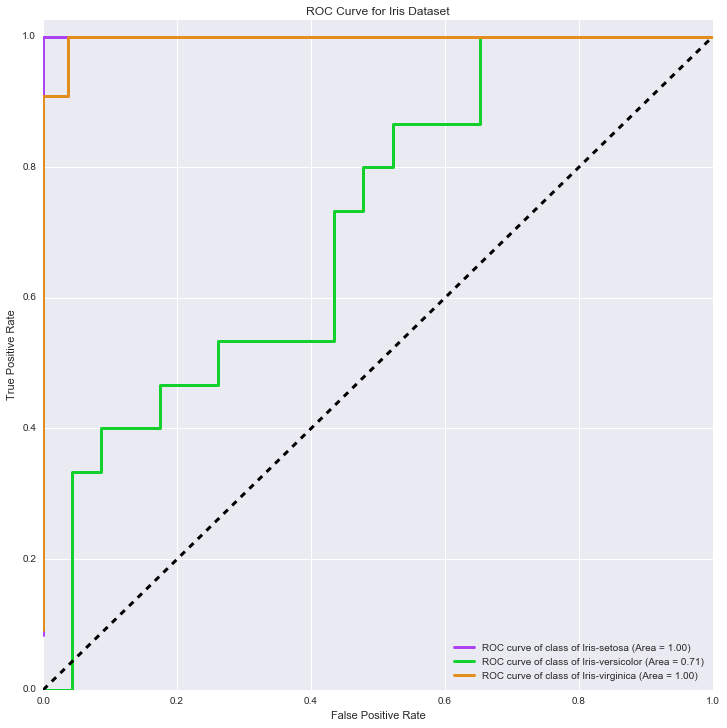 ROC Curve for Iris Dataset
1.0
0.8
0.6
0.4
0.2
0.0
True Positive Rate
0.0 0.2 0.4 0.6 0.8 1.0
False Positive Rate
ROC curve of class of Iris-setosa (Area = 1.00)
ROC curve of class of Iris-versicolor (Area = 0.71)
ROC curve of class of Iris-virginica (Area = 1.00)